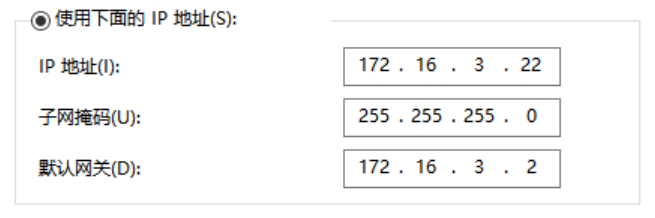 使用下面的 IP 地址(S):
IP 地址(I): 172 . 16 . 3 . 22
子网掩码(U): 255 . 255 . 255 . 0
默认网关(D): 172 . 16 . 3 . 2